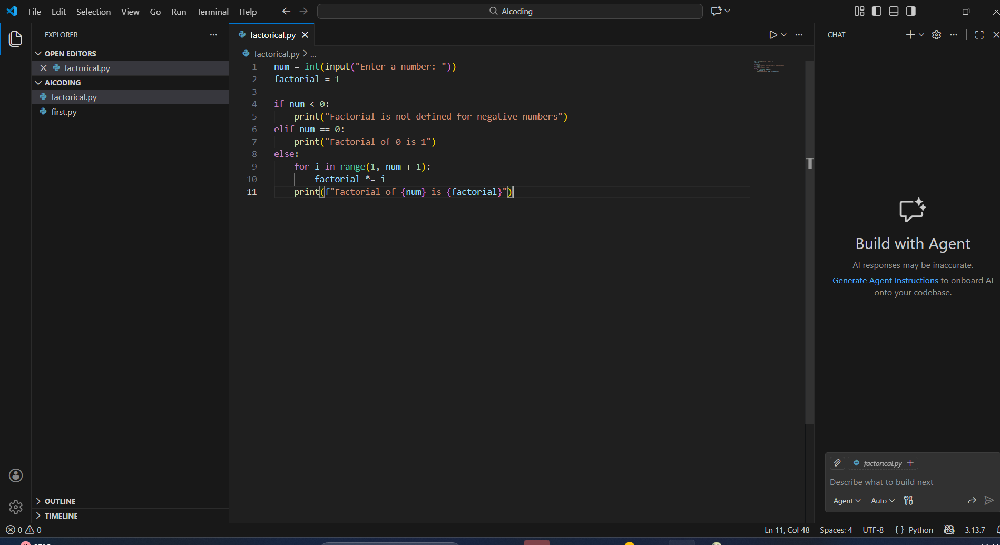 File Edit Selection View Go Run Terminal Help
AIcoding
EXPLORER
OPEN EDITORS
factorical.py
AICODING
factorical.py
first.py
OUTLINE
TIMELINE
factorical.py
factorical.py > ...
1 num = int(input("Enter a number: "))
2 factorial = 1
3
4 if num < 0:
5 print("Factorial is not defined for negative numbers")
6 elif num == 0:
7 print("Factorial of 0 is 1")
8 else:
9 for i in range(1, num + 1):
10 factorial *= i
11 print(f"Factorial of {num} is {factorial}")
CHAT
Build with Agent
AI responses may be inaccurate.
Generate Agent Instructions to onboard AI
onto your codebase.
factorical.py
Describe what to build next
Agent Auto
0 0 Ln 11, Col 48 Spaces: 4 UTF-8 { } Python 3.13.7